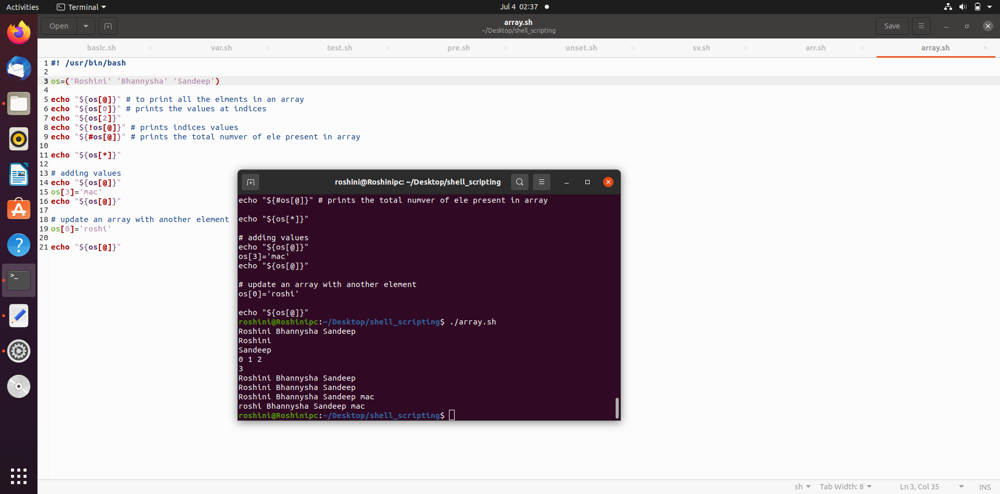 Activities Terminal Jul 4 02:37
Open array.sh Save
~/Desktop/shell_scripting
basic.sh var.sh test.sh pre.sh unset.sh sv.sh arr.sh array.sh
1 #! /usr/bin/bash
2
3 os=('Roshini' 'Bhannysha' 'Sandeep')
4
5 echo "${os[@]}" # to print all the elments in an array
6 echo "${os[0]}" # prints the values at indices
7 echo "${os[2]}"
8 echo "${!os[@]}" # prints indices values
9 echo "${#os[@]}" # prints the total numver of ele present in array
10
11 echo "${os[*]}"
12
13 # adding values
14 echo "${os[@]}"
15 os[3]='mac'
16 echo "${os[@]}"
17
18 # update an array with another element
19 os[0]='roshi'
20
21 echo "${os[@]}"
roshini@Roshinipc: ~/Desktop/shell_scripting
echo "${#os[@]}" # prints the total numver of ele present in array
echo "${os[*]}"
# adding values
echo "${os[@]}"
os[3]='mac'
echo "${os[@]}"
# update an array with another element
os[0]='roshi'
echo "${os[@]}"
roshini@Roshinipc:~/Desktop/shell_scripting$ ./array.sh
Roshini Bhannysha Sandeep
Roshini
Sandeep
0 1 2
3
Roshini Bhannysha Sandeep
Roshini Bhannysha Sandeep
Roshini Bhannysha Sandeep mac
roshi Bhannysha Sandeep mac
roshini@Roshinipc:~/Desktop/shell_scripting$
sh Tab Width: 8 Ln 3, Col 35 INS